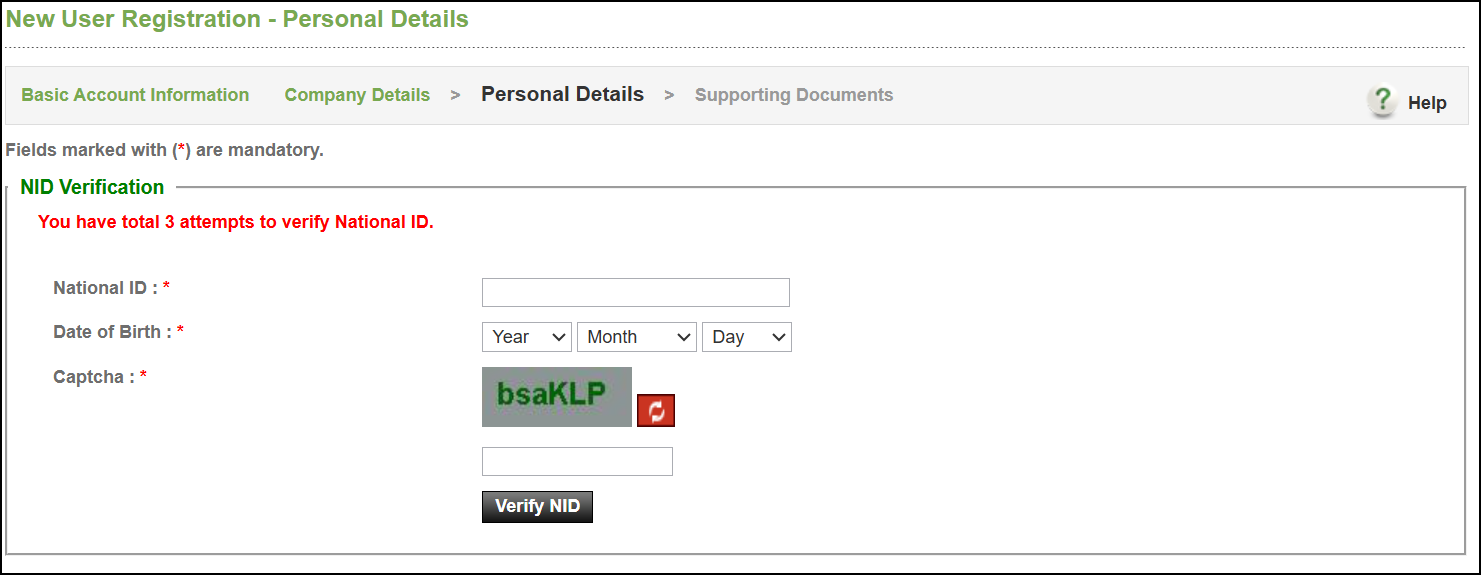 New User Registration - Personal Details
Basic Account Information Company Details > Personal Details > Supporting Documents
? Help
Fields marked with (*) are mandatory.
NID Verification
You have total 3 attempts to verify National ID.
National ID : *
Date of Birth : * Year Month Day
Captcha : * bsaKLP
Verify NID